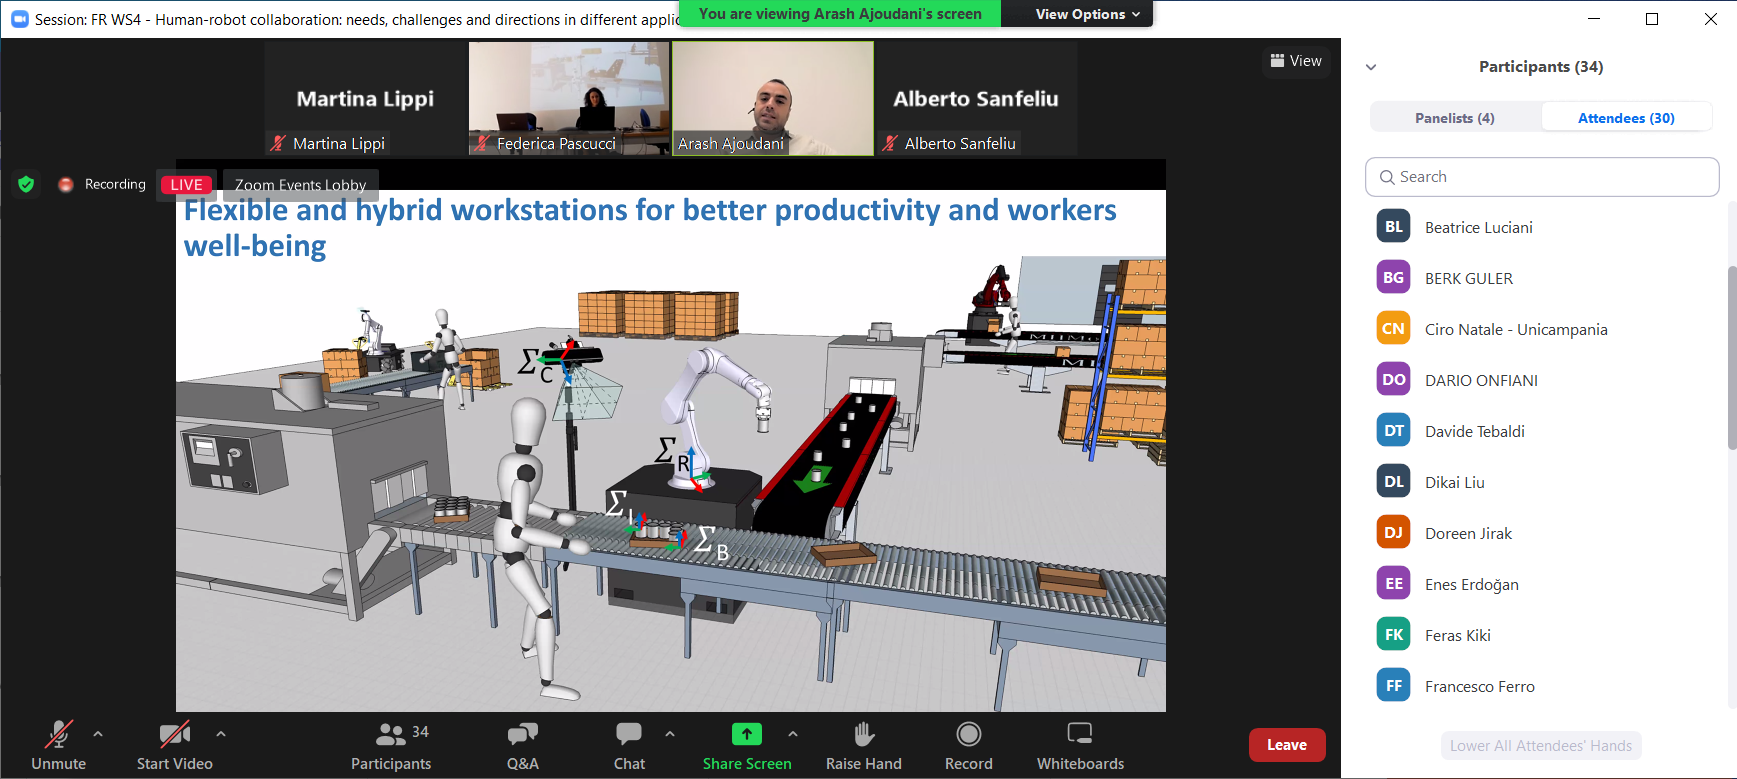 Session: FR WS4 - Human-robot collaboration: needs, challenges and directions in different applic
You are viewing Arash Ajoudani's screen
View Options
Martina Lippi
Martina Lippi
Federica Pascucci
Arash Ajoudani
Alberto Sanfeliu
Alberto Sanfeliu
View
Recording
LIVE
Zoom Events Lobby
Flexible and hybrid workstations for better productivity and workers
well-being
Σ C
Σ R
Σ I
Σ B
Participants (34)
Panelists (4)
Attendees (30)
Search
BL Beatrice Luciani
BG BERK GULER
CN Ciro Natale - Unicampania
DO DARIO ONFIANI
DT Davide Tebaldi
DL Dikai Liu
DJ Doreen Jirak
EE Enes Erdoğan
FK Feras Kiki
FF Francesco Ferro
Lower All Attendees' Hands
Unmute
Start Video
34
Participants
Q&A
Chat
Share Screen
Raise Hand
Record
Whiteboards
Leave